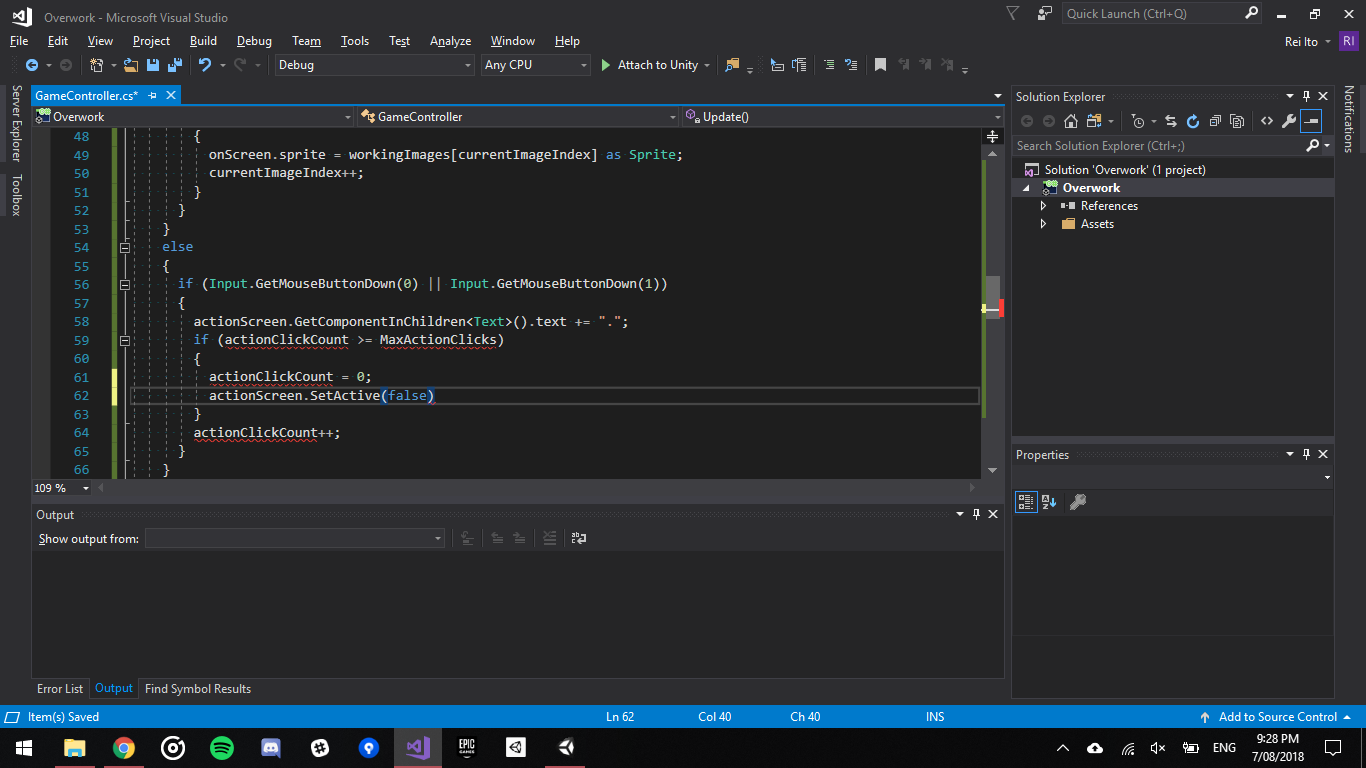 Overwork - Microsoft Visual Studio
Quick Launch (Ctrl+Q)
File Edit View Project Build Debug Team Tools Test Analyze Window Help
Rei Ito
RI
Debug
Any CPU
Attach to Unity
Server Explorer
Toolbox
GameController.cs*
Overwork
GameController
Update()
48 {
49 onScreen.sprite = workingImages[currentImageIndex] as Sprite;
50 currentImageIndex++;
51 }
52 }
53 }
54 else
55 {
56 if (Input.GetMouseButtonDown(0) || Input.GetMouseButtonDown(1))
57 {
58 actionScreen.GetComponentInChildren<Text>().text += ".";
59 if (actionClickCount >= MaxActionClicks)
60 {
61 actionClickCount = 0;
62 actionScreen.SetActive(false)
63 }
64 actionClickCount++;
65 }
66 }
109 %
Output
Show output from:
Error List Output Find Symbol Results
Solution Explorer
Search Solution Explorer (Ctrl+;)
Solution 'Overwork' (1 project)
Overwork
References
Assets
Properties
Notifications
Item(s) Saved
Ln 62
Col 40
Ch 40
INS
Add to Source Control
EPIC
GAMES
ENG
9:28 PM
7/08/2018